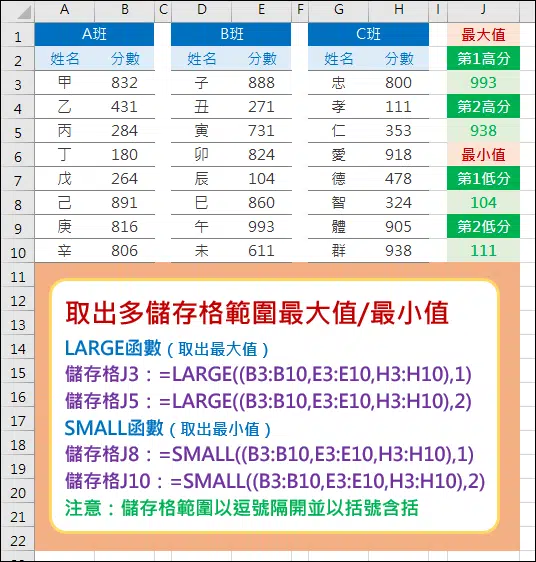 A B C D E F G H I J
1 A班 B班 C班 最大值
2 姓名 分數 姓名 分數 姓名 分數 第1高分
3 甲 832 子 888 忠 800 993
4 乙 431 丑 271 孝 111 第2高分
5 丙 284 寅 731 仁 353 938
6 丁 180 卯 824 愛 918 最小值
7 戊 264 辰 104 德 478 第1低分
8 己 891 巳 860 智 324 104
9 庚 816 午 993 體 905 第2低分
10 辛 806 未 611 群 938 111
11
12
13 取出多儲存格範圍最大值/最小值
14 LARGE函數（取出最大值）
15 儲存格J3：=LARGE((B3:B10,E3:E10,H3:H10),1)
16 儲存格J5：=LARGE((B3:B10,E3:E10,H3:H10),2)
17 SMALL函數（取出最小值）
18 儲存格J8：=SMALL((B3:B10,E3:E10,H3:H10),1)
19 儲存格J10：=SMALL((B3:B10,E3:E10,H3:H10),2)
20 注意：儲存格範圍以逗號隔開並以括號含括
21
22